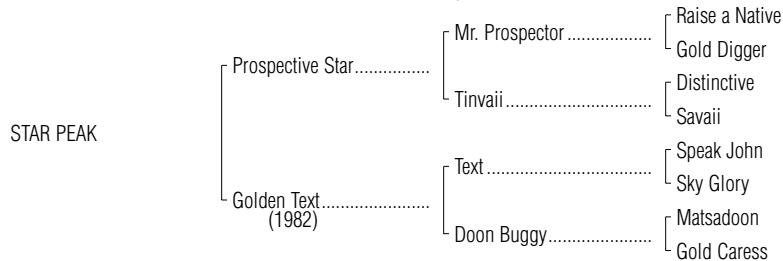 Raise a Native
Mr. Prospector ..................
Gold Digger
Prospective Star................
Distinctive
Tinvaii...............................
Savaii
STAR PEAK
Speak John
Text ...................................
Sky Glory
Golden Text.......................
(1982)
Matsadoon
Doon Buggy......................
Gold Caress